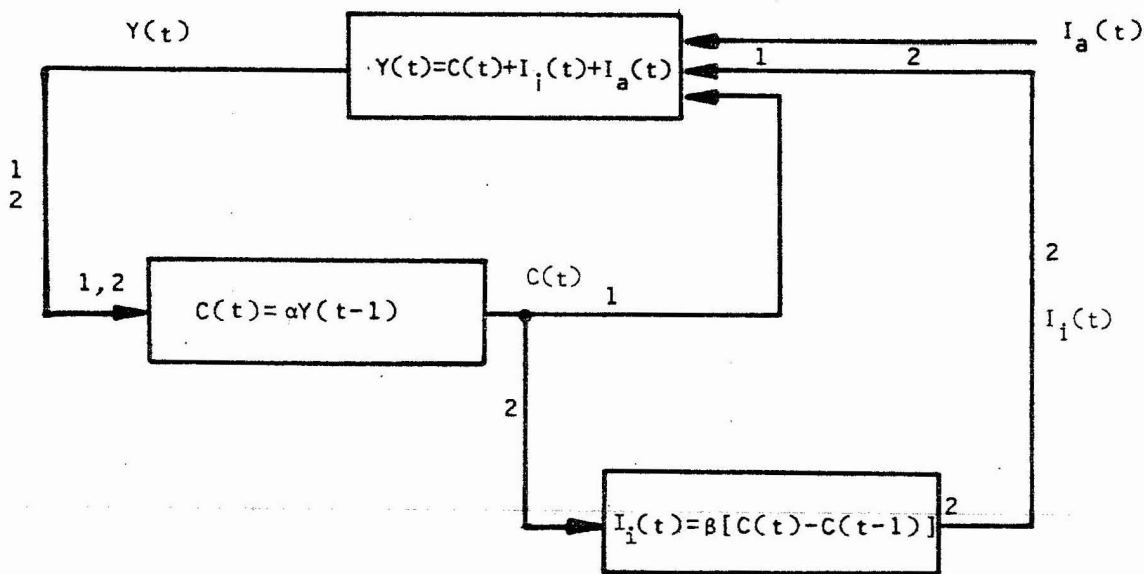 Y(t)
I_a(t)
Y(t)=C(t)+I_i(t)+I_a(t)
1
2
1
2
1,2
C(t)=αY(t-1)
C(t)
1
2
I_i(t)
2
I_i(t)=β[C(t)-C(t-1)]
2